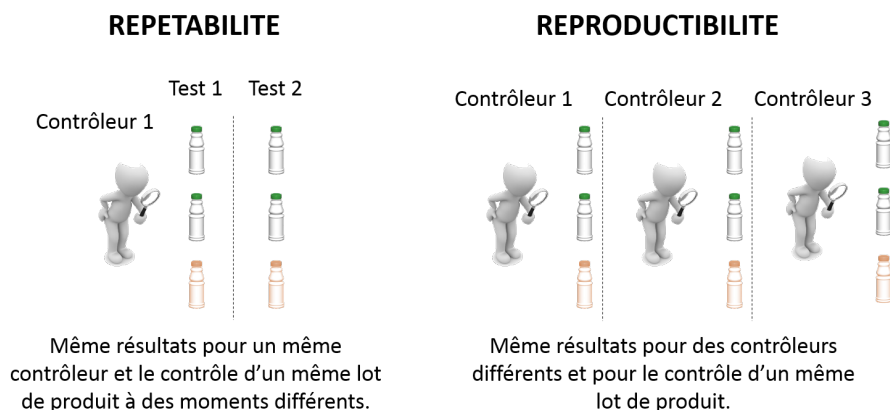 REPETABILITE
Test 1 Test 2
Contrôleur 1
Même résultats pour un même
contrôleur et le contrôle d'un même lot
de produit à des moments différents.
REPRODUCTIBILITE
Contrôleur 1 Contrôleur 2 Contrôleur 3
Même résultats pour des contrôleurs
différents et pour le contrôle d'un même
lot de produit.